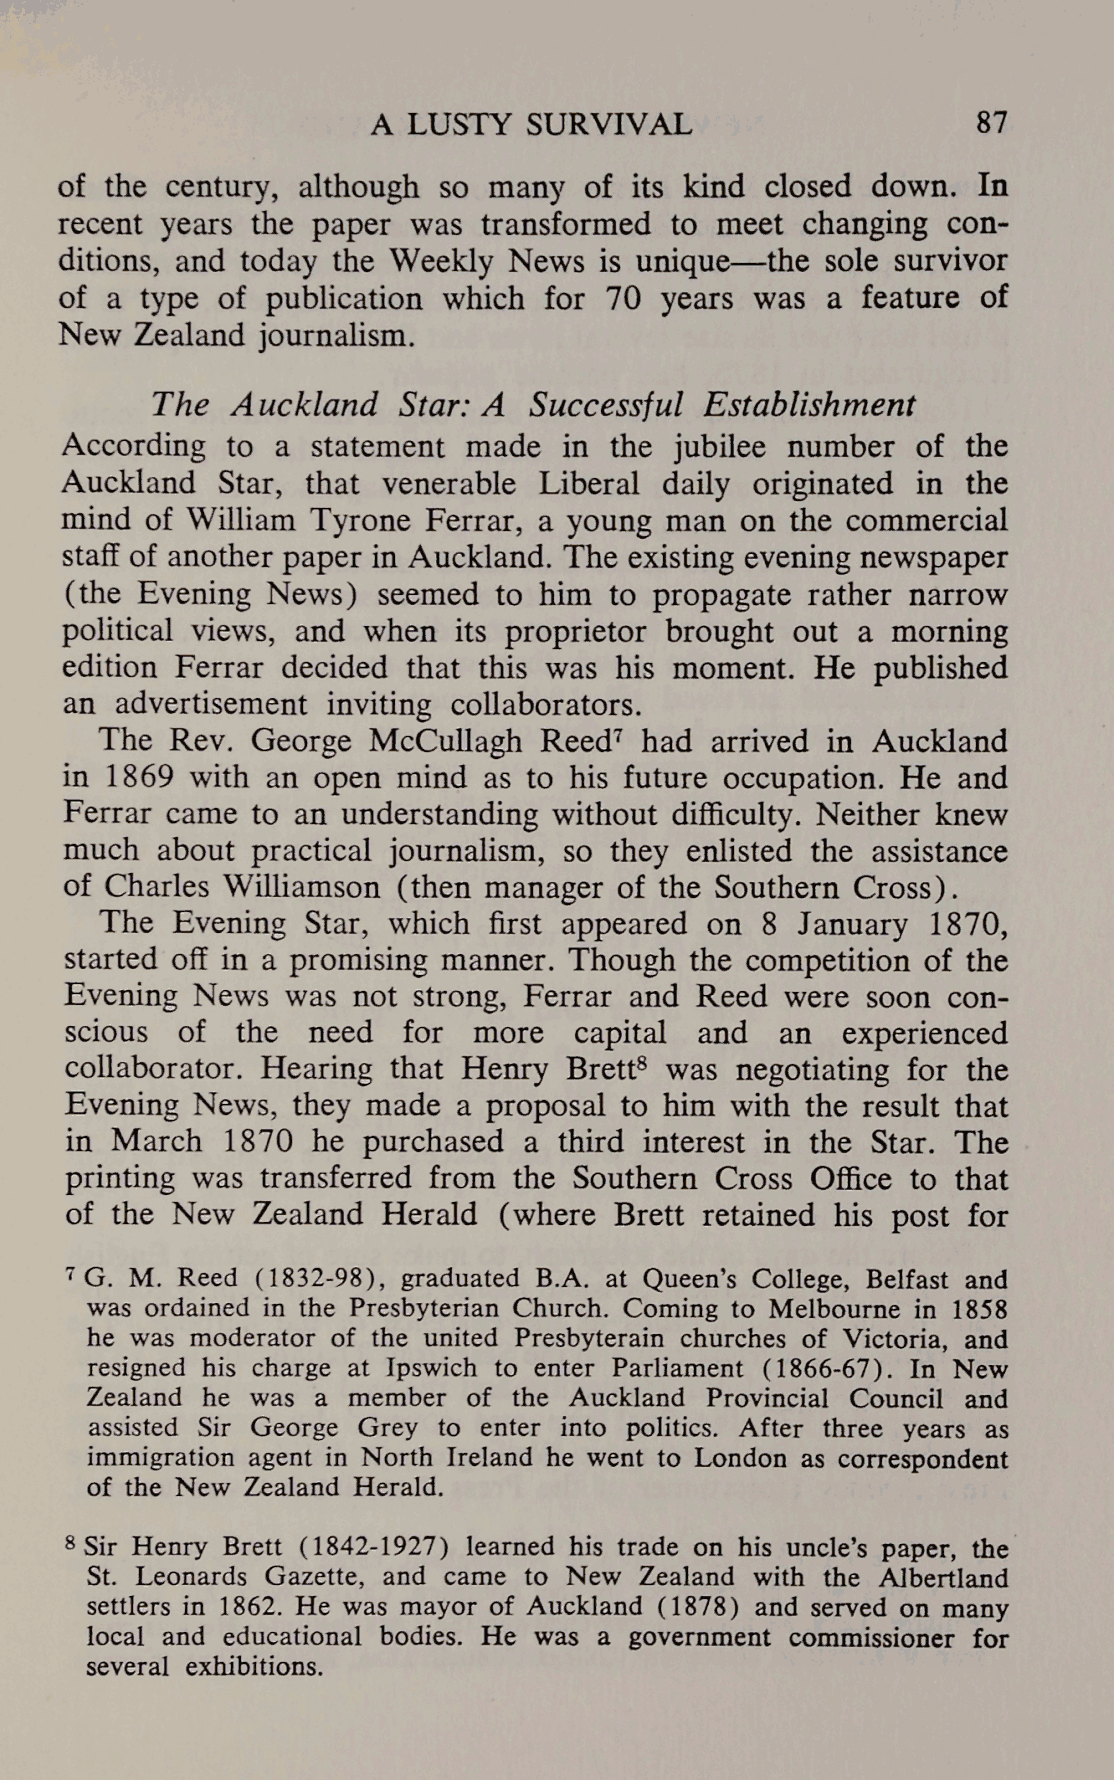 A LUSTY SURVIVAL 87
of the century, although so many of its kind closed down. In
recent years the paper was transformed to meet changing con-
ditions, and today the Weekly News is unique—the sole survivor
of a type of publication which for 70 years was a feature of
New Zealand journalism.
The Auckland Star: A Successful Establishment
According to a statement made in the jubilee number of the
Auckland Star, that venerable Liberal daily originated in the
mind of William Tyrone Ferrar, a young man on the commercial
staff of another paper in Auckland. The existing evening newspaper
(the Evening News) seemed to him to propagate rather narrow
political views, and when its proprietor brought out a morning
edition Ferrar decided that this was his moment. He published
an advertisement inviting collaborators.
The Rev. George McCullagh Reed⁷ had arrived in Auckland
in 1869 with an open mind as to his future occupation. He and
Ferrar came to an understanding without difficulty. Neither knew
much about practical journalism, so they enlisted the assistance
of Charles Williamson (then manager of the Southern Cross).
The Evening Star, which first appeared on 8 January 1870,
started off in a promising manner. Though the competition of the
Evening News was not strong, Ferrar and Reed were soon con-
scious of the need for more capital and an experienced
collaborator. Hearing that Henry Brett⁸ was negotiating for the
Evening News, they made a proposal to him with the result that
in March 1870 he purchased a third interest in the Star. The
printing was transferred from the Southern Cross Office to that
of the New Zealand Herald (where Brett retained his post for
⁷ G. M. Reed (1832-98), graduated B.A. at Queen's College, Belfast and
was ordained in the Presbyterian Church. Coming to Melbourne in 1858
he was moderator of the united Presbyterain churches of Victoria, and
resigned his charge at Ipswich to enter Parliament (1866-67). In New
Zealand he was a member of the Auckland Provincial Council and
assisted Sir George Grey to enter into politics. After three years as
immigration agent in North Ireland he went to London as correspondent
of the New Zealand Herald.
⁸ Sir Henry Brett (1842-1927) learned his trade on his uncle's paper, the
St. Leonards Gazette, and came to New Zealand with the Albertland
settlers in 1862. He was mayor of Auckland (1878) and served on many
local and educational bodies. He was a government commissioner for
several exhibitions.